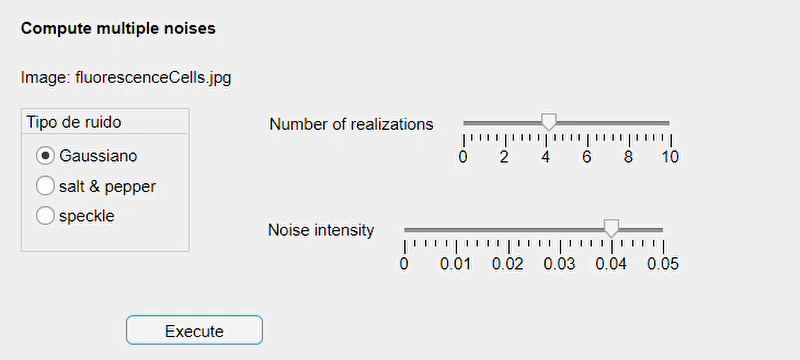 Compute multiple noises
Image: fluorescenceCells.jpg
Tipo de ruido
Gaussiano
salt & pepper
speckle
Number of realizations
0 2 4 6 8 10
Noise intensity
0 0.01 0.02 0.03 0.04 0.05
Execute